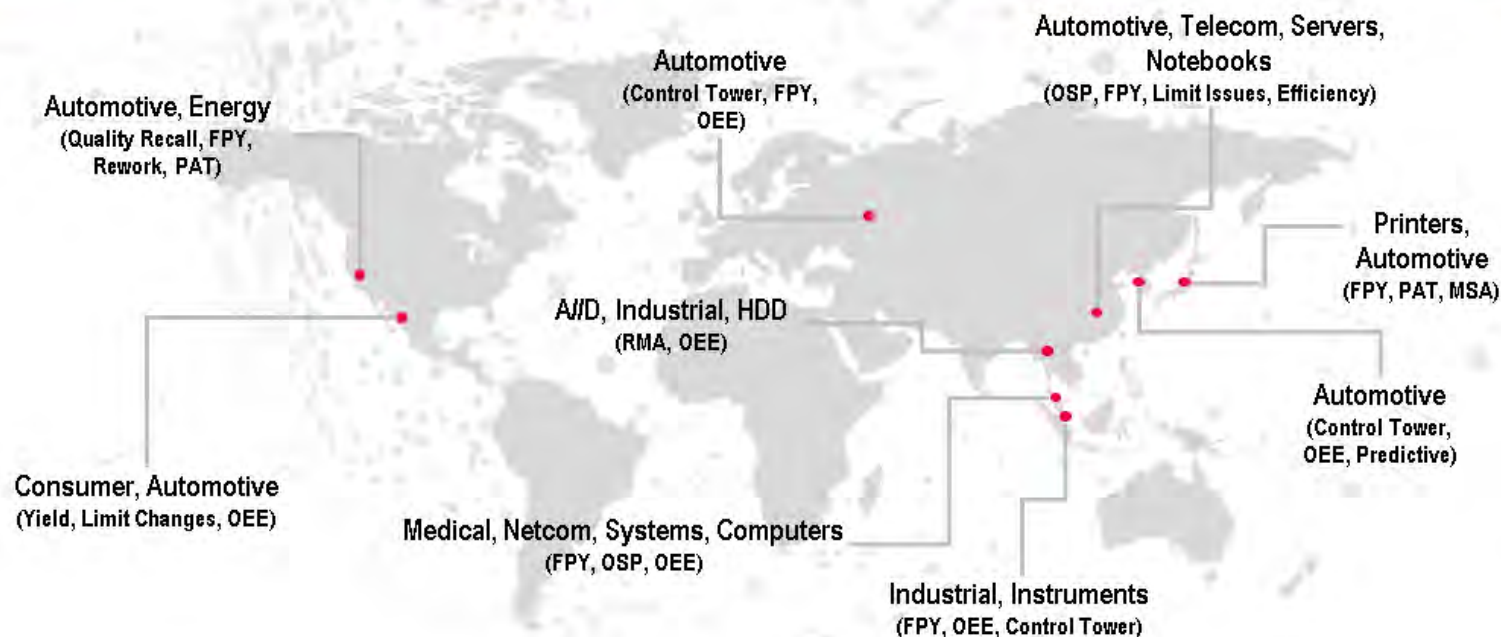 Automotive, Telecom, Servers,
Notebooks
(OSP, FPY, Limit Issues, Efficiency)
Automotive
(Control Tower, FPY,
OEE)
Automotive, Energy
(Quality Recall, FPY,
Rework, PAT)
Printers,
Automotive
(FPY, PAT, MSA)
A//D, Industrial, HDD
(RMA, OEE)
Automotive
(Control Tower,
OEE, Predictive)
Consumer, Automotive
(Yield, Limit Changes, OEE)
Medical, Netcom, Systems, Computers
(FPY, OSP, OEE)
Industrial, Instruments
(FPY, OEE, Control Tower)